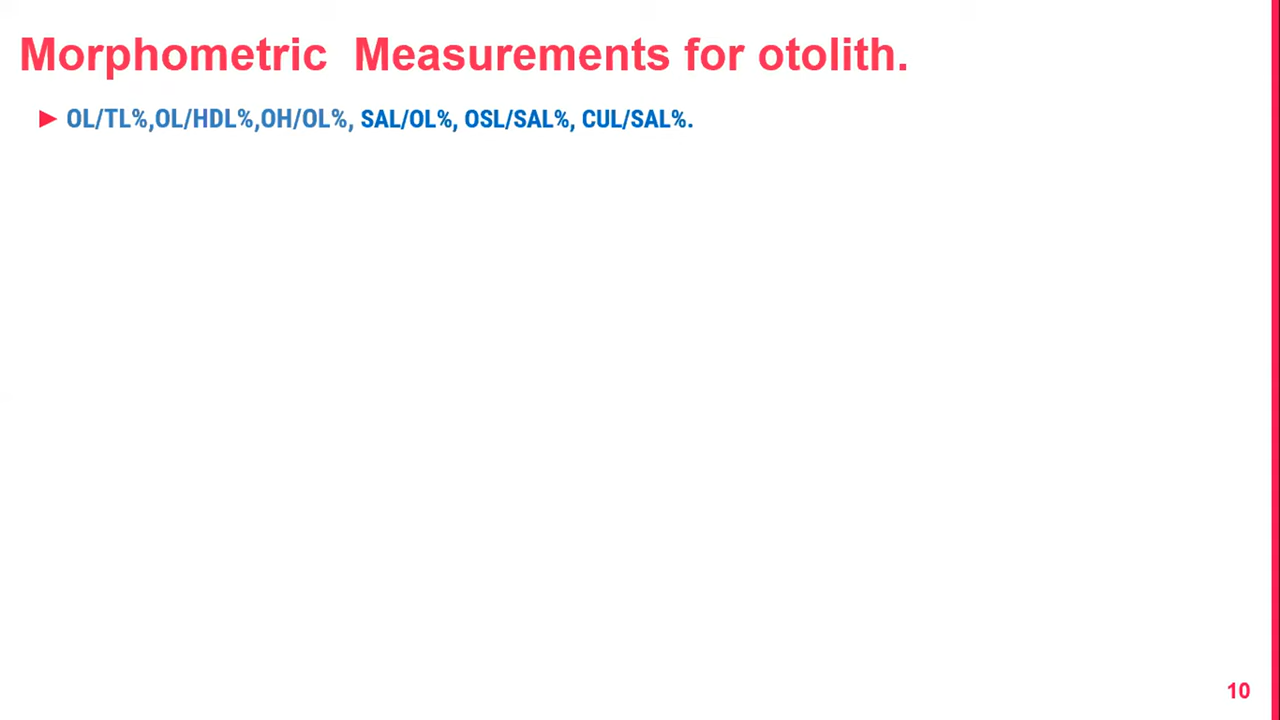 Morphometric  Measurements for otolith.
► OL/TL%,OL/HDL%,OH/OL%, SAL/OL%, OSL/SAL%, CUL/SAL%.
10